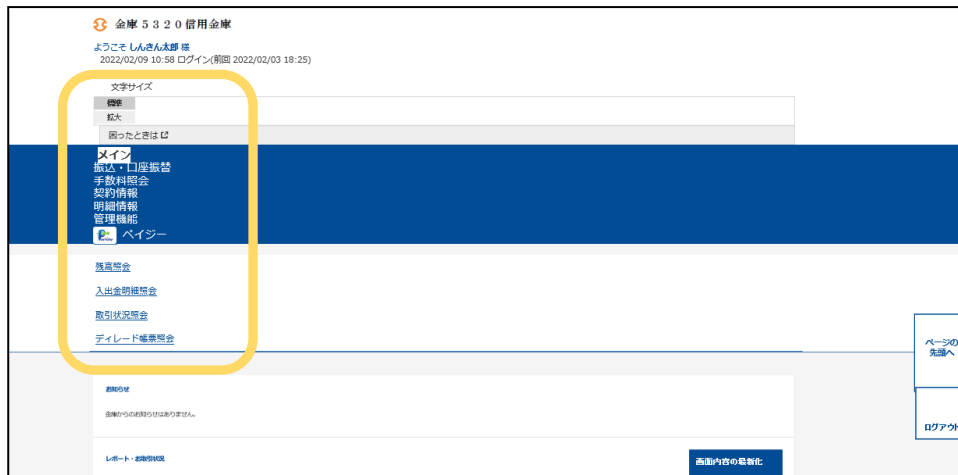 金庫5320信用金庫
ようこそ しんきん太郎 様
2022/02/09 10:58 ログイン(前回 2022/02/03 18:25)
文字サイズ
標準
拡大
困ったときは
メイン
振込・口座振替
手数料照会
契約情報
明細情報
管理機能
ペイジー
残高照会
入出金明細照会
取引状況照会
ディレード帳票照会
ページの
先頭へ
お知らせ
金庫からのお知らせはありません。
ログアウト
レポート・お取引状況
画面内容の最新化